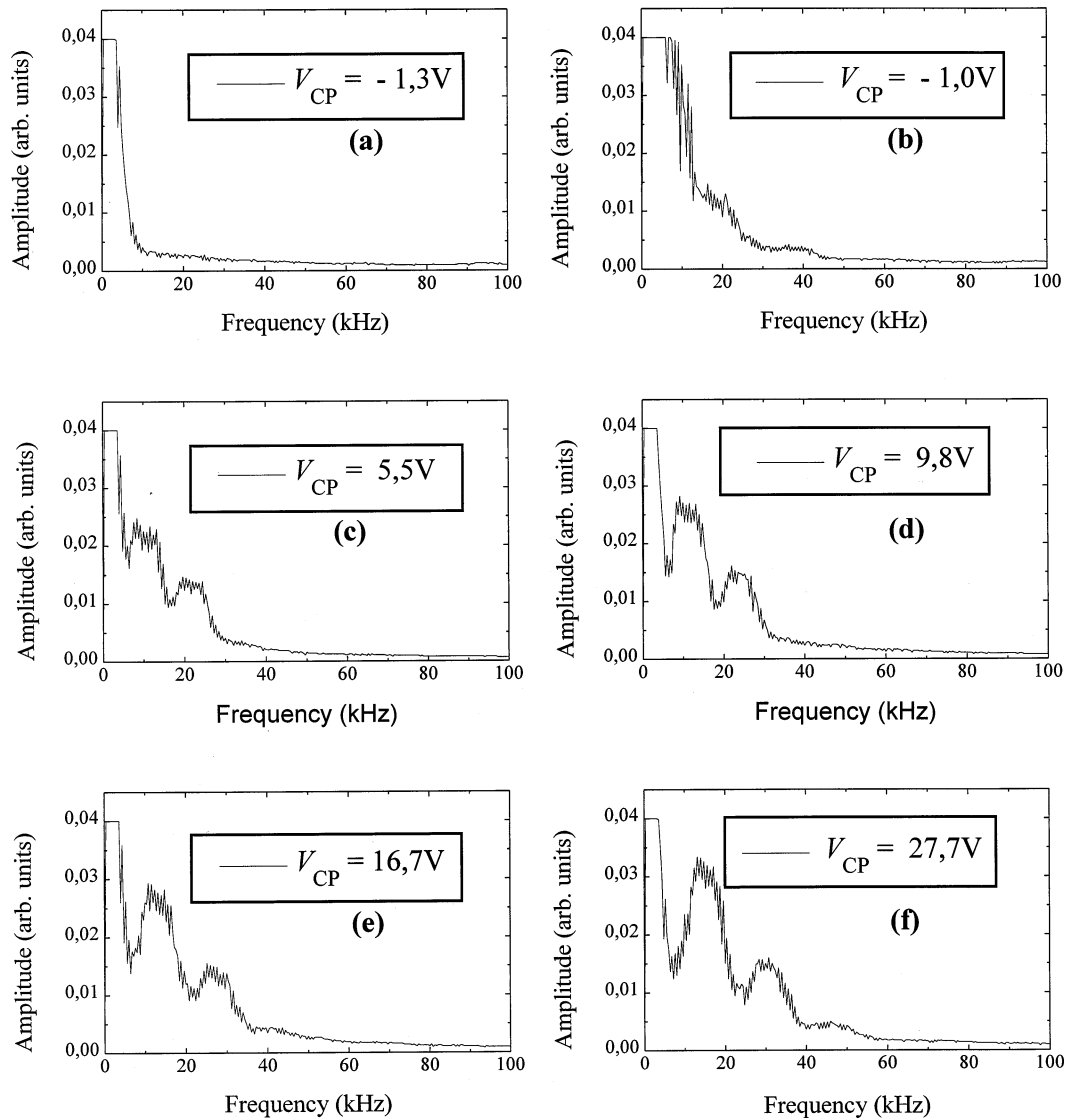 0,04
0,03
0,02
0,01
0,00
Amplitude (arb. units)
V CP = - 1,3V
(a)
0 20 40 60 80 100
Frequency (kHz)
0,04
0,03
0,02
0,01
0,00
Amplitude (arb. units)
V CP = - 1,0V
(b)
0 20 40 60 80 100
Frequency (kHz)
0,04
0,03
0,02
0,01
0,00
Amplitude (arb. units)
V CP = 5,5V
(c)
0 20 40 60 80 100
Frequency (kHz)
0,04
0,03
0,02
0,01
0,00
Amplitude (arb. units)
V CP = 9,8V
(d)
0 20 40 60 80 100
Frequency (kHz)
0,04
0,03
0,02
0,01
0,00
Amplitude (arb. units)
V CP = 16,7V
(e)
0 20 40 60 80 100
Frequency (kHz)
0,04
0,03
0,02
0,01
0,00
Amplitude (arb. units)
V CP = 27,7V
(f)
0 20 40 60 80 100
Frequency (kHz)